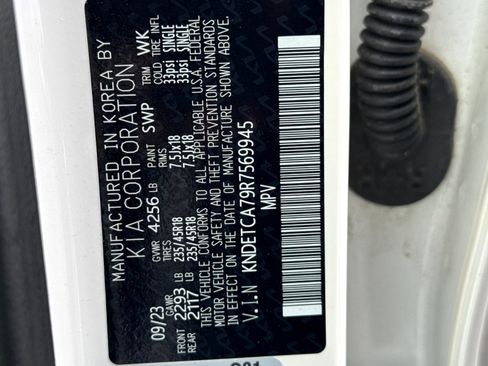 MANUFACTURED IN KOREA BY
KIA CORPORATION
09/23 GVWR 4256 LB PAINT SWP TRIM WK
GAWR TIRES RIMS COLD TIRE INFL
FRONT 2293 LB 235/45R18 7.5Jx18 33psi SINGLE
REAR 2117 LB 235/45R18 7.5Jx18 33psi SINGLE
THIS VEHICLE CONFORMS TO ALL APPLICABLE U.S.A. FEDERAL
MOTOR VEHICLE SAFETY AND THEFT PREVENTION STANDARDS
IN EFFECT ON THE DATE OF MANUFACTURE SHOWN ABOVE.
V.I.N KNDETCA79R7569945
MPV